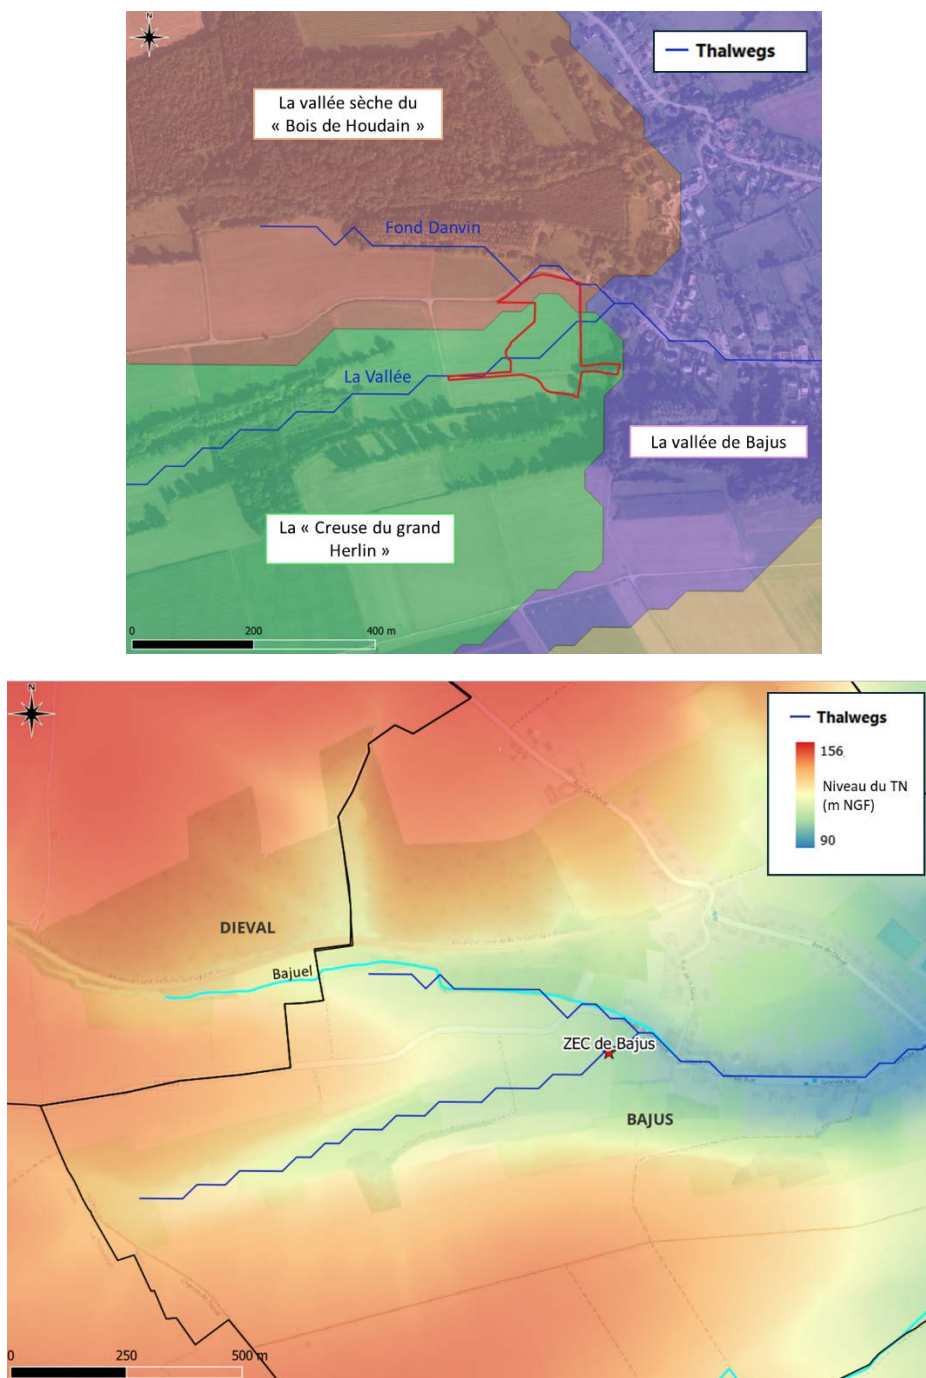 N
Thalwegs
La vallée sèche du
« Bois de Houdain »
Fond Danvin
La Vallée
La vallée de Bajus
La « Creuse du grand
Herlin »
0 200 400 m
N
Thalwegs
156
Niveau du TN
(m NGF)
90
DIEVAL
Bajuel
ZEC de Bajus
BAJUS
0 250 500 m